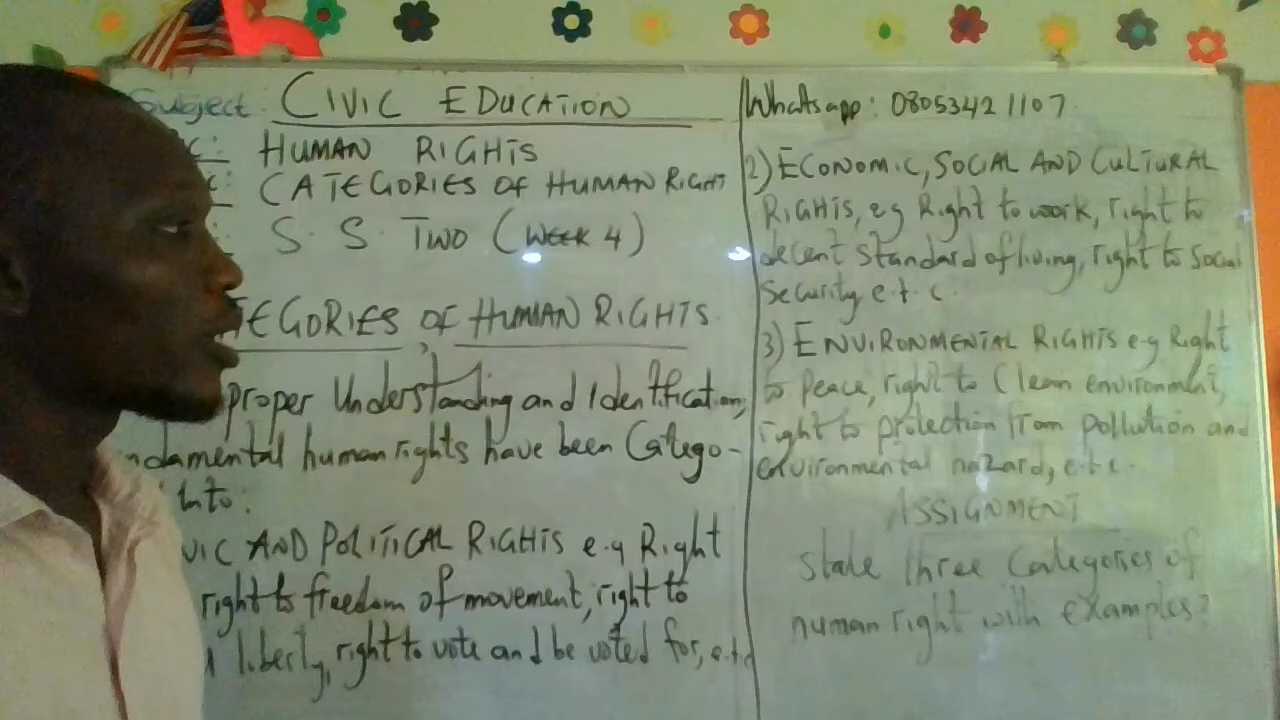 Subject: CIVIC EDUCATION
C: HUMAN RIGHTS
C: CATEGORIES OF HUMAN RIGHT
: S. S. TWO (WEEK 4)
TEGORIES OF HUMAN RIGHTS
proper Understanding and Identification,
ndamental human rights have been Catego-
Into:
VIC AND POLITICAL RIGHTS e.g Right
right to freedom of movement, right to
liberty, right to vote and be voted for, e.t.c
Whatsapp: 08053421107
2) ECONOMIC, SOCIAL AND CULTURAL
RIGHTS, eg Right to work, right to
decent standard of living, right to Social
Security e.t.c.
3) ENVIRONMENTAL RIGHTS e.g Right
to Peace, right to Clean environment,
right to protection from pollution and
environmental hazard, e.t.c.
ASSIGNMENT
State three Categories of
human right with examples?